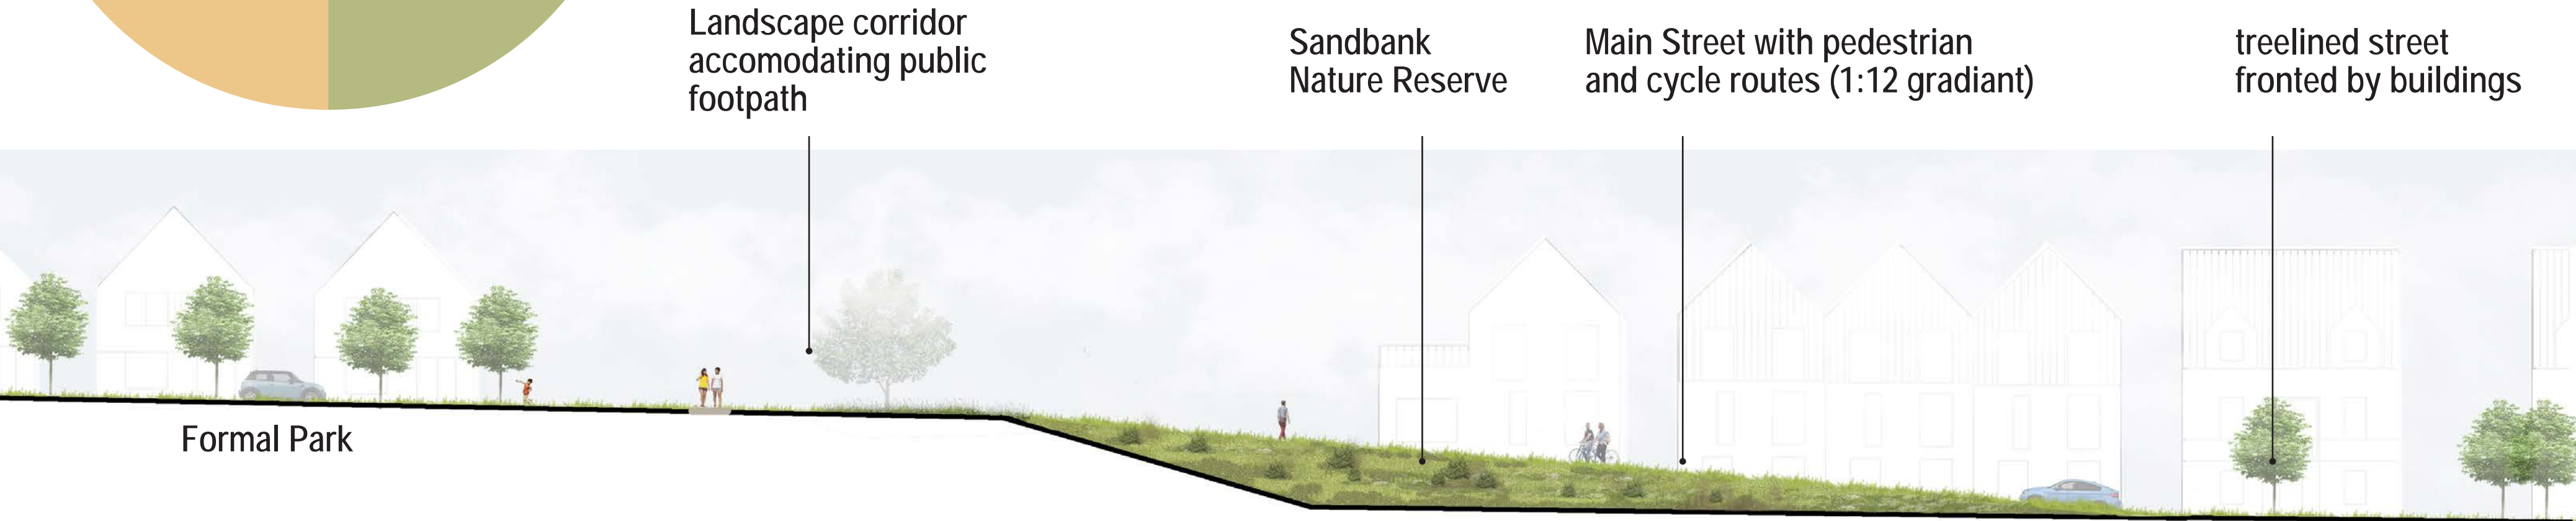 Landscape corridor
accomodating public
footpath
Sandbank
Nature Reserve
Main Street with pedestrian
and cycle routes (1:12 gradiant)
treelined street
fronted by buildings
Formal Park